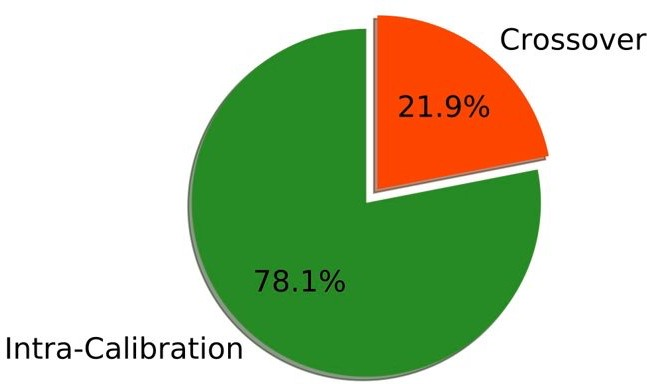 Crossover
21.9%
78.1%
Intra-Calibration